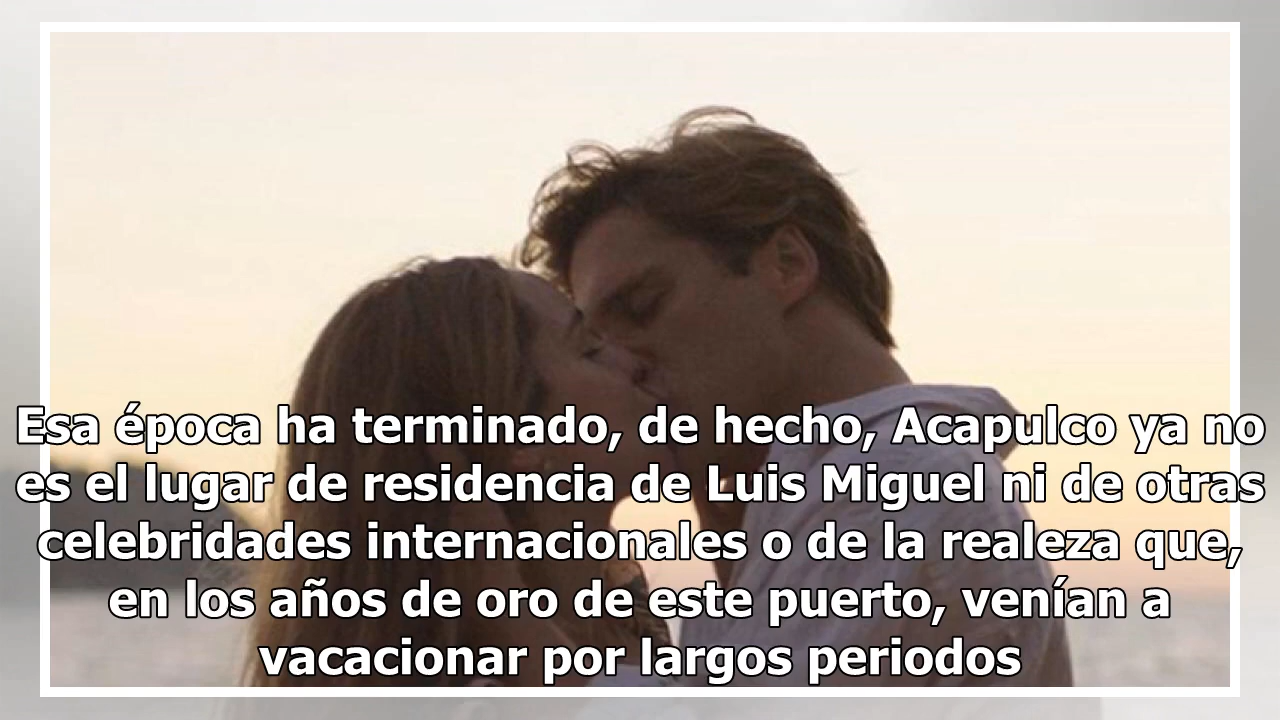 Esa época ha terminado, de hecho, Acapulco ya no
es el lugar de residencia de Luis Miguel ni de otras
celebridades internacionales o de la realeza que,
en los años de oro de este puerto, venían a
vacacionar por largos periodos